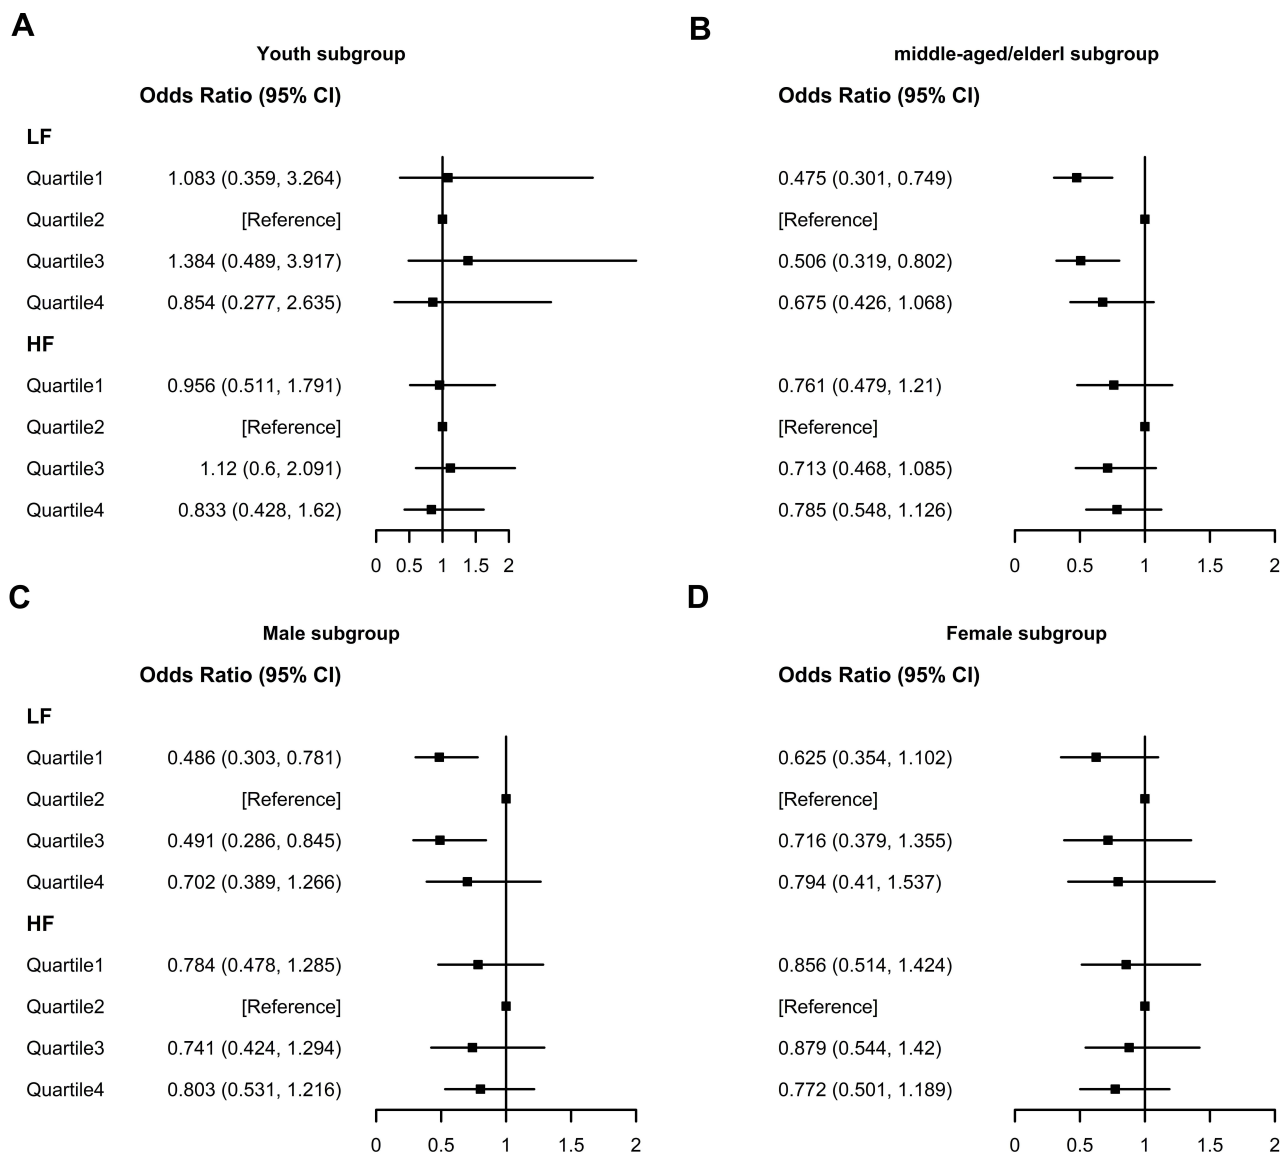 A
Youth subgroup
Odds Ratio (95% CI)
LF
Quartile1 1.083 (0.359, 3.264)
Quartile2 [Reference]
Quartile3 1.384 (0.489, 3.917)
Quartile4 0.854 (0.277, 2.635)
HF
Quartile1 0.956 (0.511, 1.791)
Quartile2 [Reference]
Quartile3 1.12 (0.6, 2.091)
Quartile4 0.833 (0.428, 1.62)
0 0.5 1 1.5 2
B
middle-aged/elderl subgroup
Odds Ratio (95% CI)
0.475 (0.301, 0.749)
[Reference]
0.506 (0.319, 0.802)
0.675 (0.426, 1.068)
0.761 (0.479, 1.21)
[Reference]
0.713 (0.468, 1.085)
0.785 (0.548, 1.126)
0 0.5 1 1.5 2
C
Male subgroup
Odds Ratio (95% CI)
LF
Quartile1 0.486 (0.303, 0.781)
Quartile2 [Reference]
Quartile3 0.491 (0.286, 0.845)
Quartile4 0.702 (0.389, 1.266)
HF
Quartile1 0.784 (0.478, 1.285)
Quartile2 [Reference]
Quartile3 0.741 (0.424, 1.294)
Quartile4 0.803 (0.531, 1.216)
0 0.5 1 1.5 2
D
Female subgroup
Odds Ratio (95% CI)
0.625 (0.354, 1.102)
[Reference]
0.716 (0.379, 1.355)
0.794 (0.41, 1.537)
0.856 (0.514, 1.424)
[Reference]
0.879 (0.544, 1.42)
0.772 (0.501, 1.189)
0 0.5 1 1.5 2